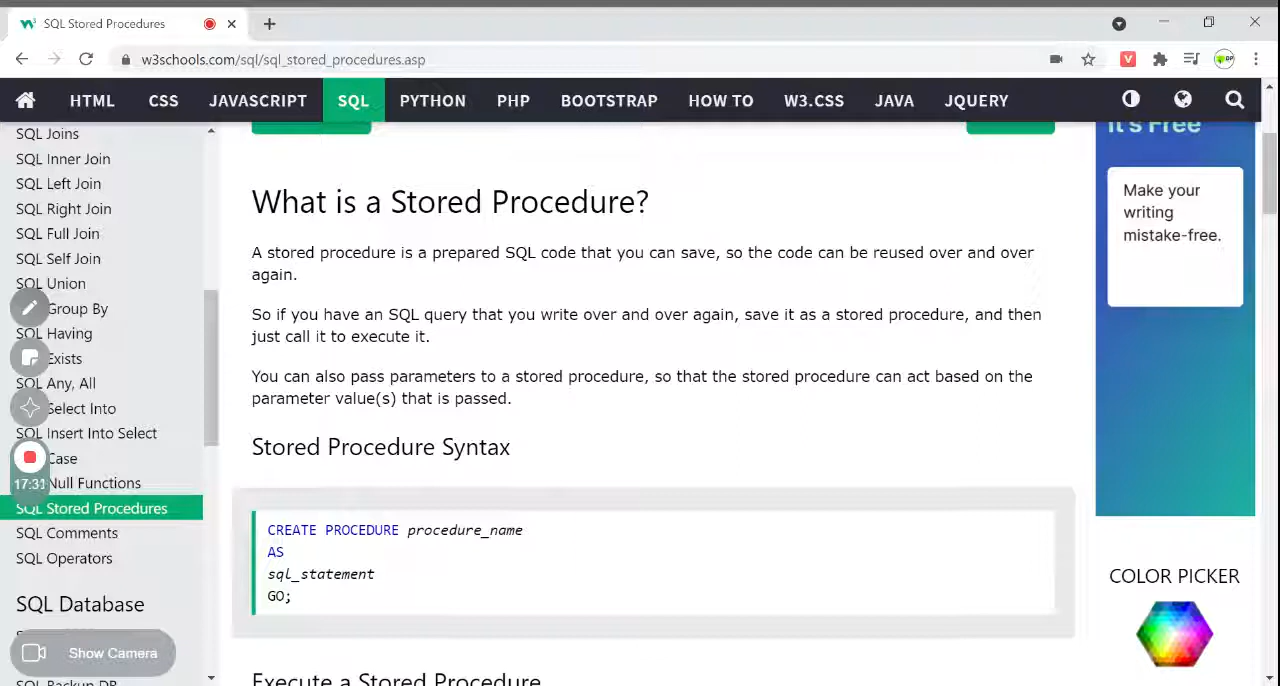 SQL Stored Procedures
w3schools.com/sql/sql_stored_procedures.asp
HTML CSS JAVASCRIPT SQL PYTHON PHP BOOTSTRAP HOW TO W3.CSS JAVA JQUERY
SQL Joins
SQL Inner Join
SQL Left Join
SQL Right Join
SQL Full Join
SQL Self Join
SQL Union
Group By
SQL Having
Exists
SQL Any, All
Select Into
SQL Insert Into Select
Case
17:31
Null Functions
SQL Stored Procedures
SQL Comments
SQL Operators
SQL Database
Show Camera
SQL Backup DB
What is a Stored Procedure?
A stored procedure is a prepared SQL code that you can save, so the code can be reused over and over
again.
So if you have an SQL query that you write over and over again, save it as a stored procedure, and then
just call it to execute it.
You can also pass parameters to a stored procedure, so that the stored procedure can act based on the
parameter value(s) that is passed.
Stored Procedure Syntax
CREATE PROCEDURE procedure_name
AS
sql_statement
GO;
Execute a Stored Procedure
It's Free
Make your
writing
mistake-free.
COLOR PICKER